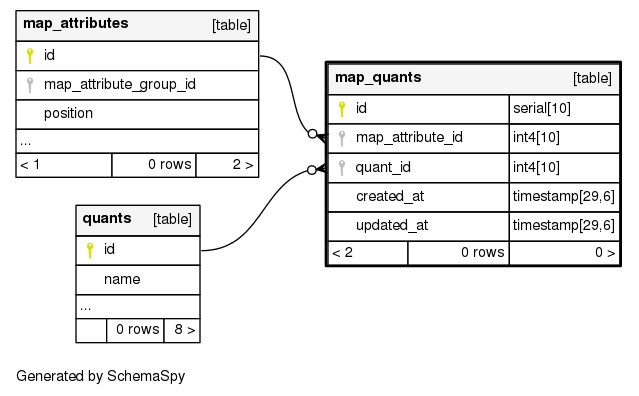 map_attributes [table]
id
map_attribute_group_id
position
...
< 1 0 rows 2 >
map_quants [table]
id serial[10]
map_attribute_id int4[10]
quant_id int4[10]
created_at timestamp[29,6]
updated_at timestamp[29,6]
< 2 0 rows 0 >
quants [table]
id
name
...
0 rows 8 >
Generated by SchemaSpy